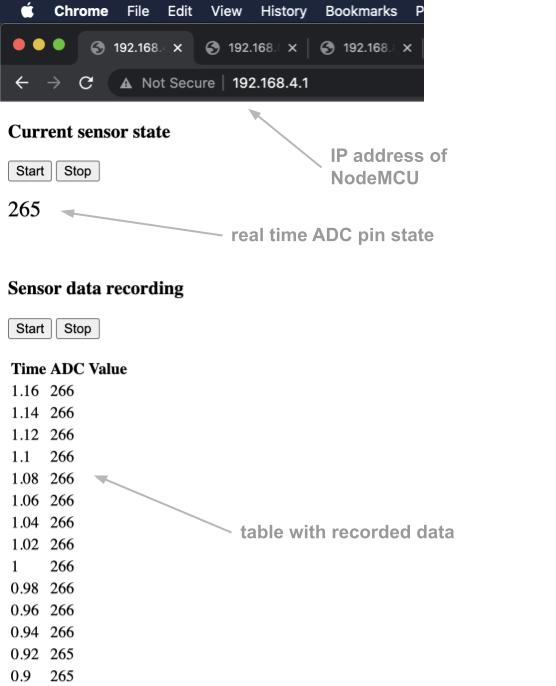 Chrome File Edit View History Bookmarks P
192.168. × 192.168. × 192.168. ×
Not Secure | 192.168.4.1
Current sensor state
IP address of
NodeMCU
Start Stop
265
real time ADC pin state
Sensor data recording
Start Stop
Time ADC Value
1.16 266
1.14 266
1.12 266
1.1 266
1.08 266
1.06 266
1.04 266
table with recorded data
1.02 266
1 266
0.98 266
0.96 266
0.94 266
0.92 265
0.9 265